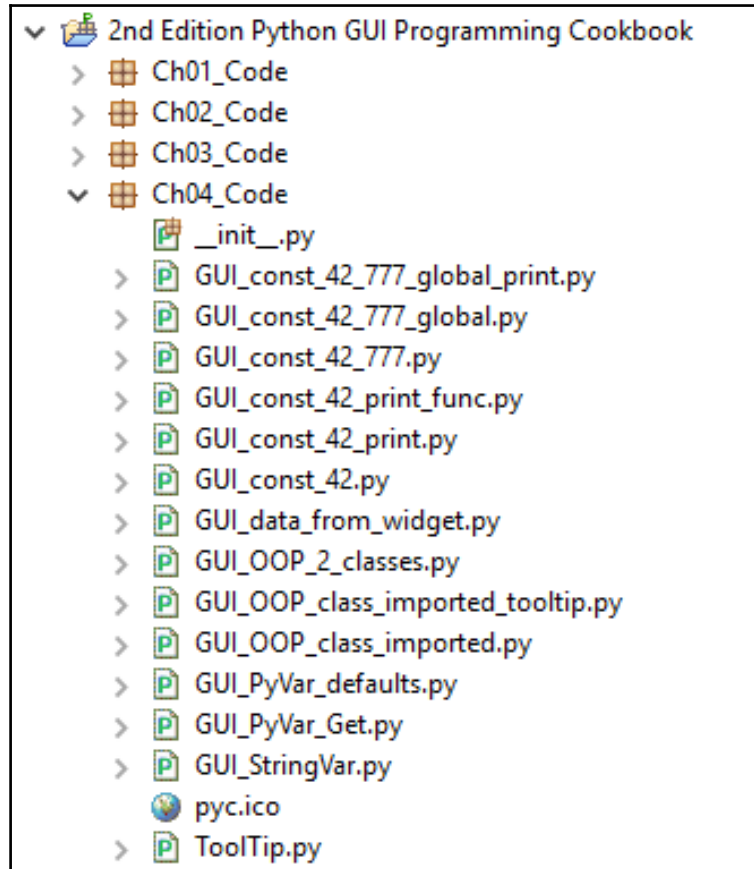 2nd Edition Python GUI Programming Cookbook
Ch01_Code
Ch02_Code
Ch03_Code
Ch04_Code
__init__.py
GUI_const_42_777_global_print.py
GUI_const_42_777_global.py
GUI_const_42_777.py
GUI_const_42_print_func.py
GUI_const_42_print.py
GUI_const_42.py
GUI_data_from_widget.py
GUI_OOP_2_classes.py
GUI_OOP_class_imported_tooltip.py
GUI_OOP_class_imported.py
GUI_PyVar_defaults.py
GUI_PyVar_Get.py
GUI_StringVar.py
pyc.ico
ToolTip.py